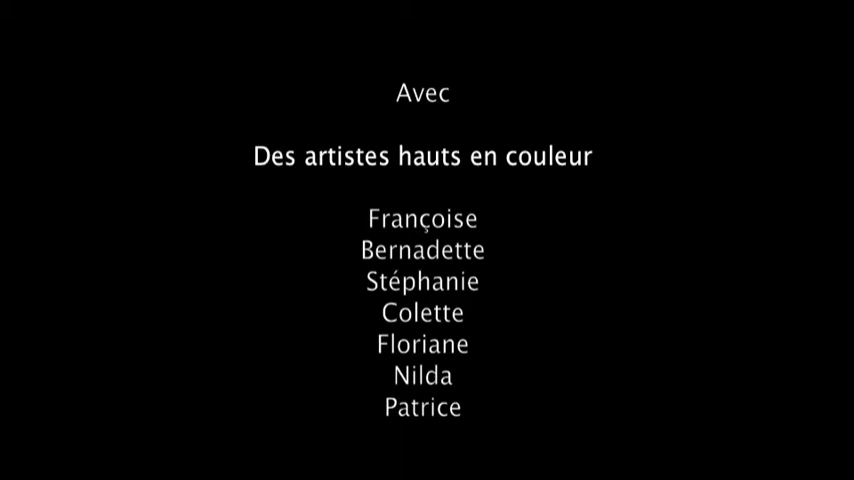 Avec
Des artistes hauts en couleur
Françoise
Bernadette
Stéphanie
Colette
Floriane
Nilda
Patrice